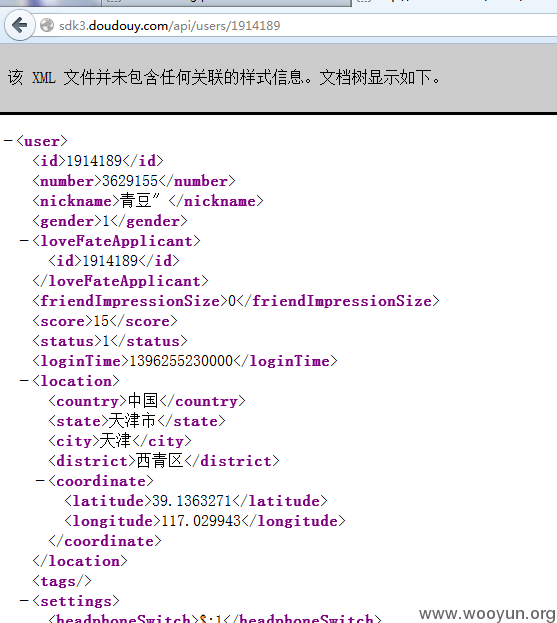 sdk3.doudouy.com/api/users/1914189
该 XML 文件并未包含任何关联的样式信息。文档树显示如下。
−<user>
<id>1914189</id>
<number>3629155</number>
<nickname>青豆″ </nickname>
<gender>1</gender>
−<loveFateApplicant>
<id>1914189</id>
</loveFateApplicant>
<friendImpressionSize>0</friendImpressionSize>
<score>15</score>
<status>1</status>
<loginTime>1396255230000</loginTime>
−<location>
<country>中国</country>
<state>天津市</state>
<city>天津</city>
<district>西青区</district>
−<coordinate>
<latitude>39.1363271</latitude>
<longitude>117.029943</longitude>
</coordinate>
</location>
<tags/>
−<settings>
<headphoneSwitch>S:1</headphoneSwitch>
www.wooyun.org